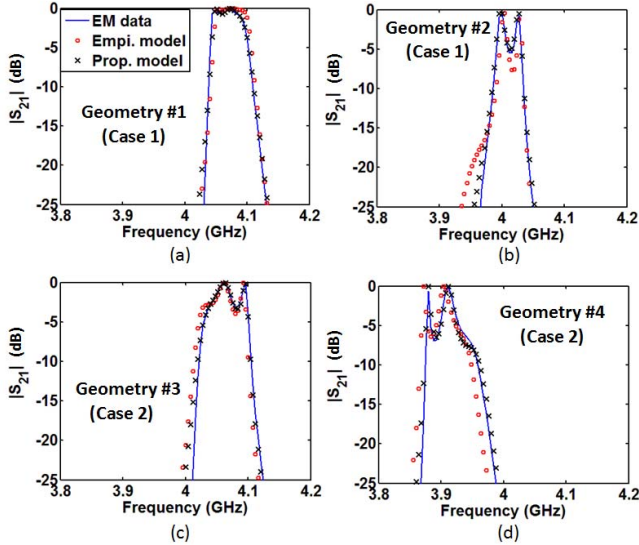 EM data
Empi. model
Prop. model
Geometry #1
(Case 1)
|S21| (dB)
0
-5
-10
-15
-20
-25
3.8
3.9
4
4.1
4.2
Frequency (GHz)
(a)
Geometry #2
(Case 1)
|S21| (dB)
0
-5
-10
-15
-20
-25
3.8
3.9
4
4.1
4.2
Frequency (GHz)
(b)
Geometry #3
(Case 2)
|S21| (dB)
0
-5
-10
-15
-20
-25
3.8
3.9
4
4.1
4.2
Frequency (GHz)
(c)
Geometry #4
(Case 2)
|S21| (dB)
0
-5
-10
-15
-20
-25
3.8
3.9
4
4.1
4.2
Frequency (GHz)
(d)